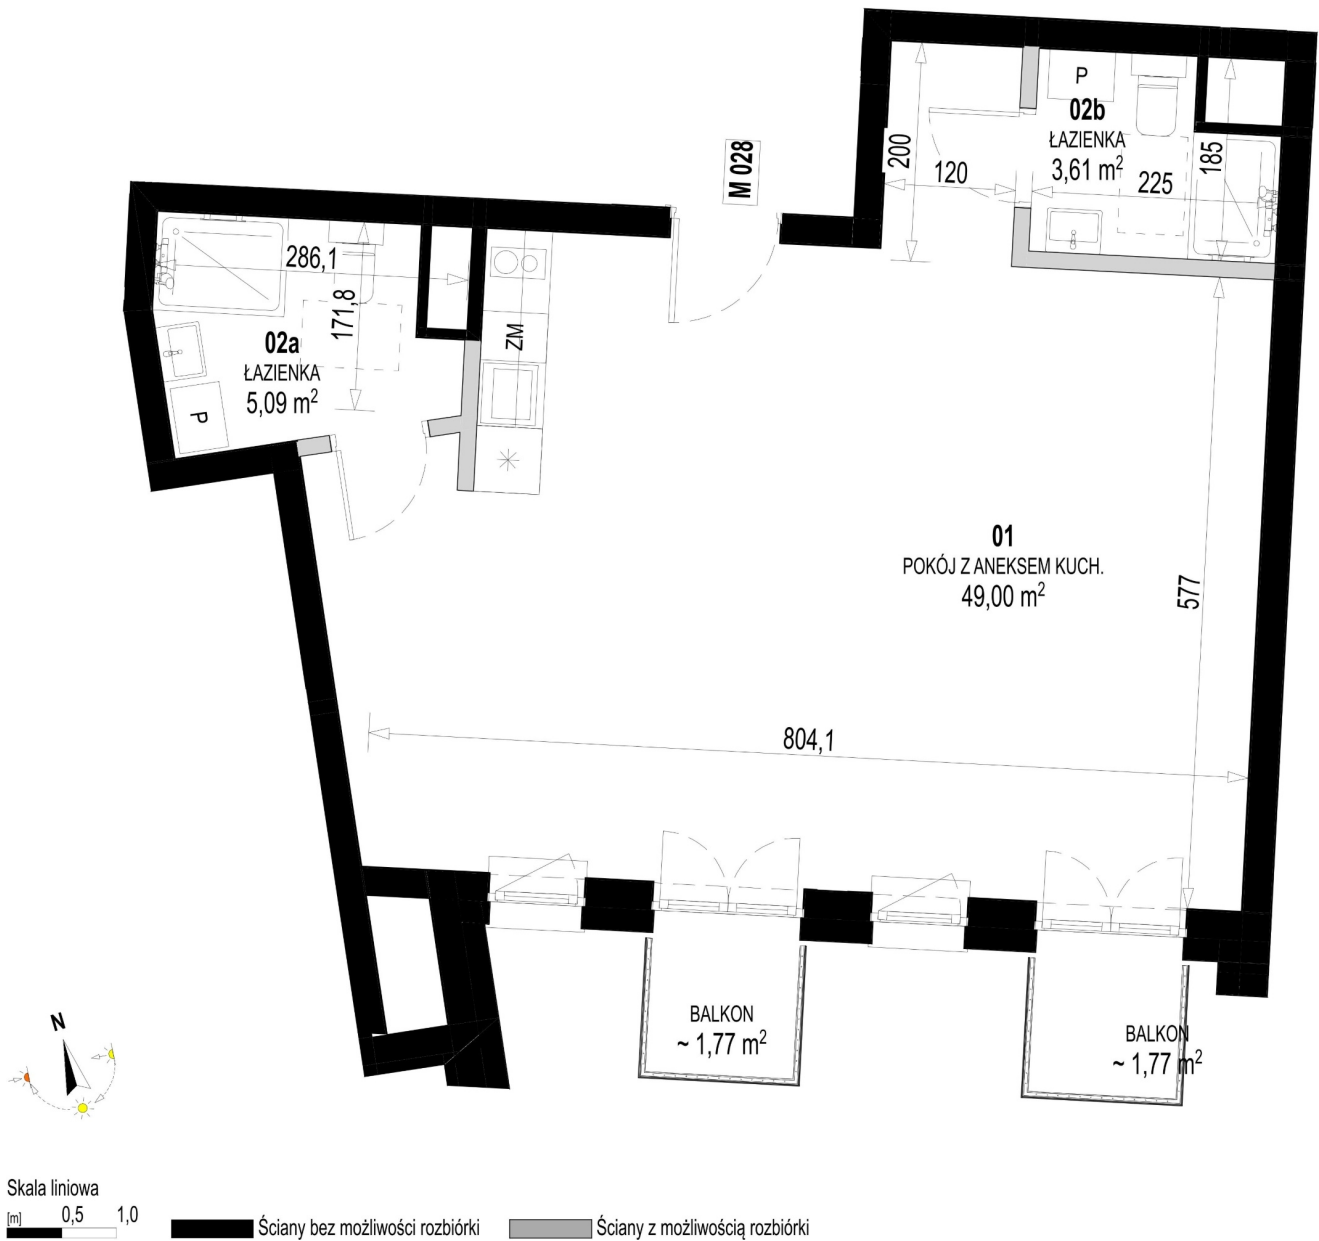 P
02b
ŁAZIENKA
3,61 m²
200
120
225
185
M 028
286,1
171,8
02a
ŁAZIENKA
5,09 m²
P
ZM
01
POKÓJ Z ANEKSEM KUCH.
49,00 m²
577
804,1
BALKON
~ 1,77 m²
BALKON
~ 1,77 m²
N
Skala liniowa
[m] 0,5 1,0
Ściany bez możliwości rozbiórki
Ściany z możliwością rozbiórki